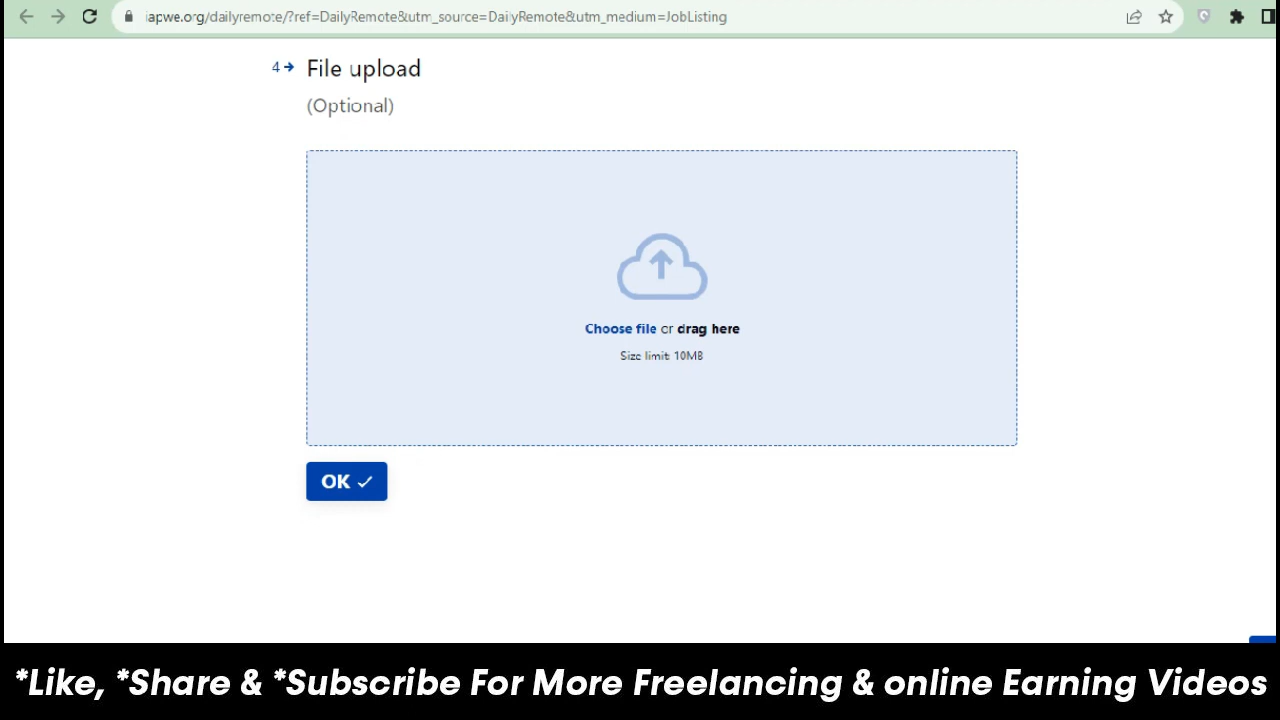 iapwe.org/dailyremote/?ref=DailyRemote&utm_source=DailyRemote&utm_medium=JobListing
4 File upload
(Optional)
Choose file or drag here
Size limit: 10MB
OK
*Like, *Share & *Subscribe For More Freelancing & online Earning Videos